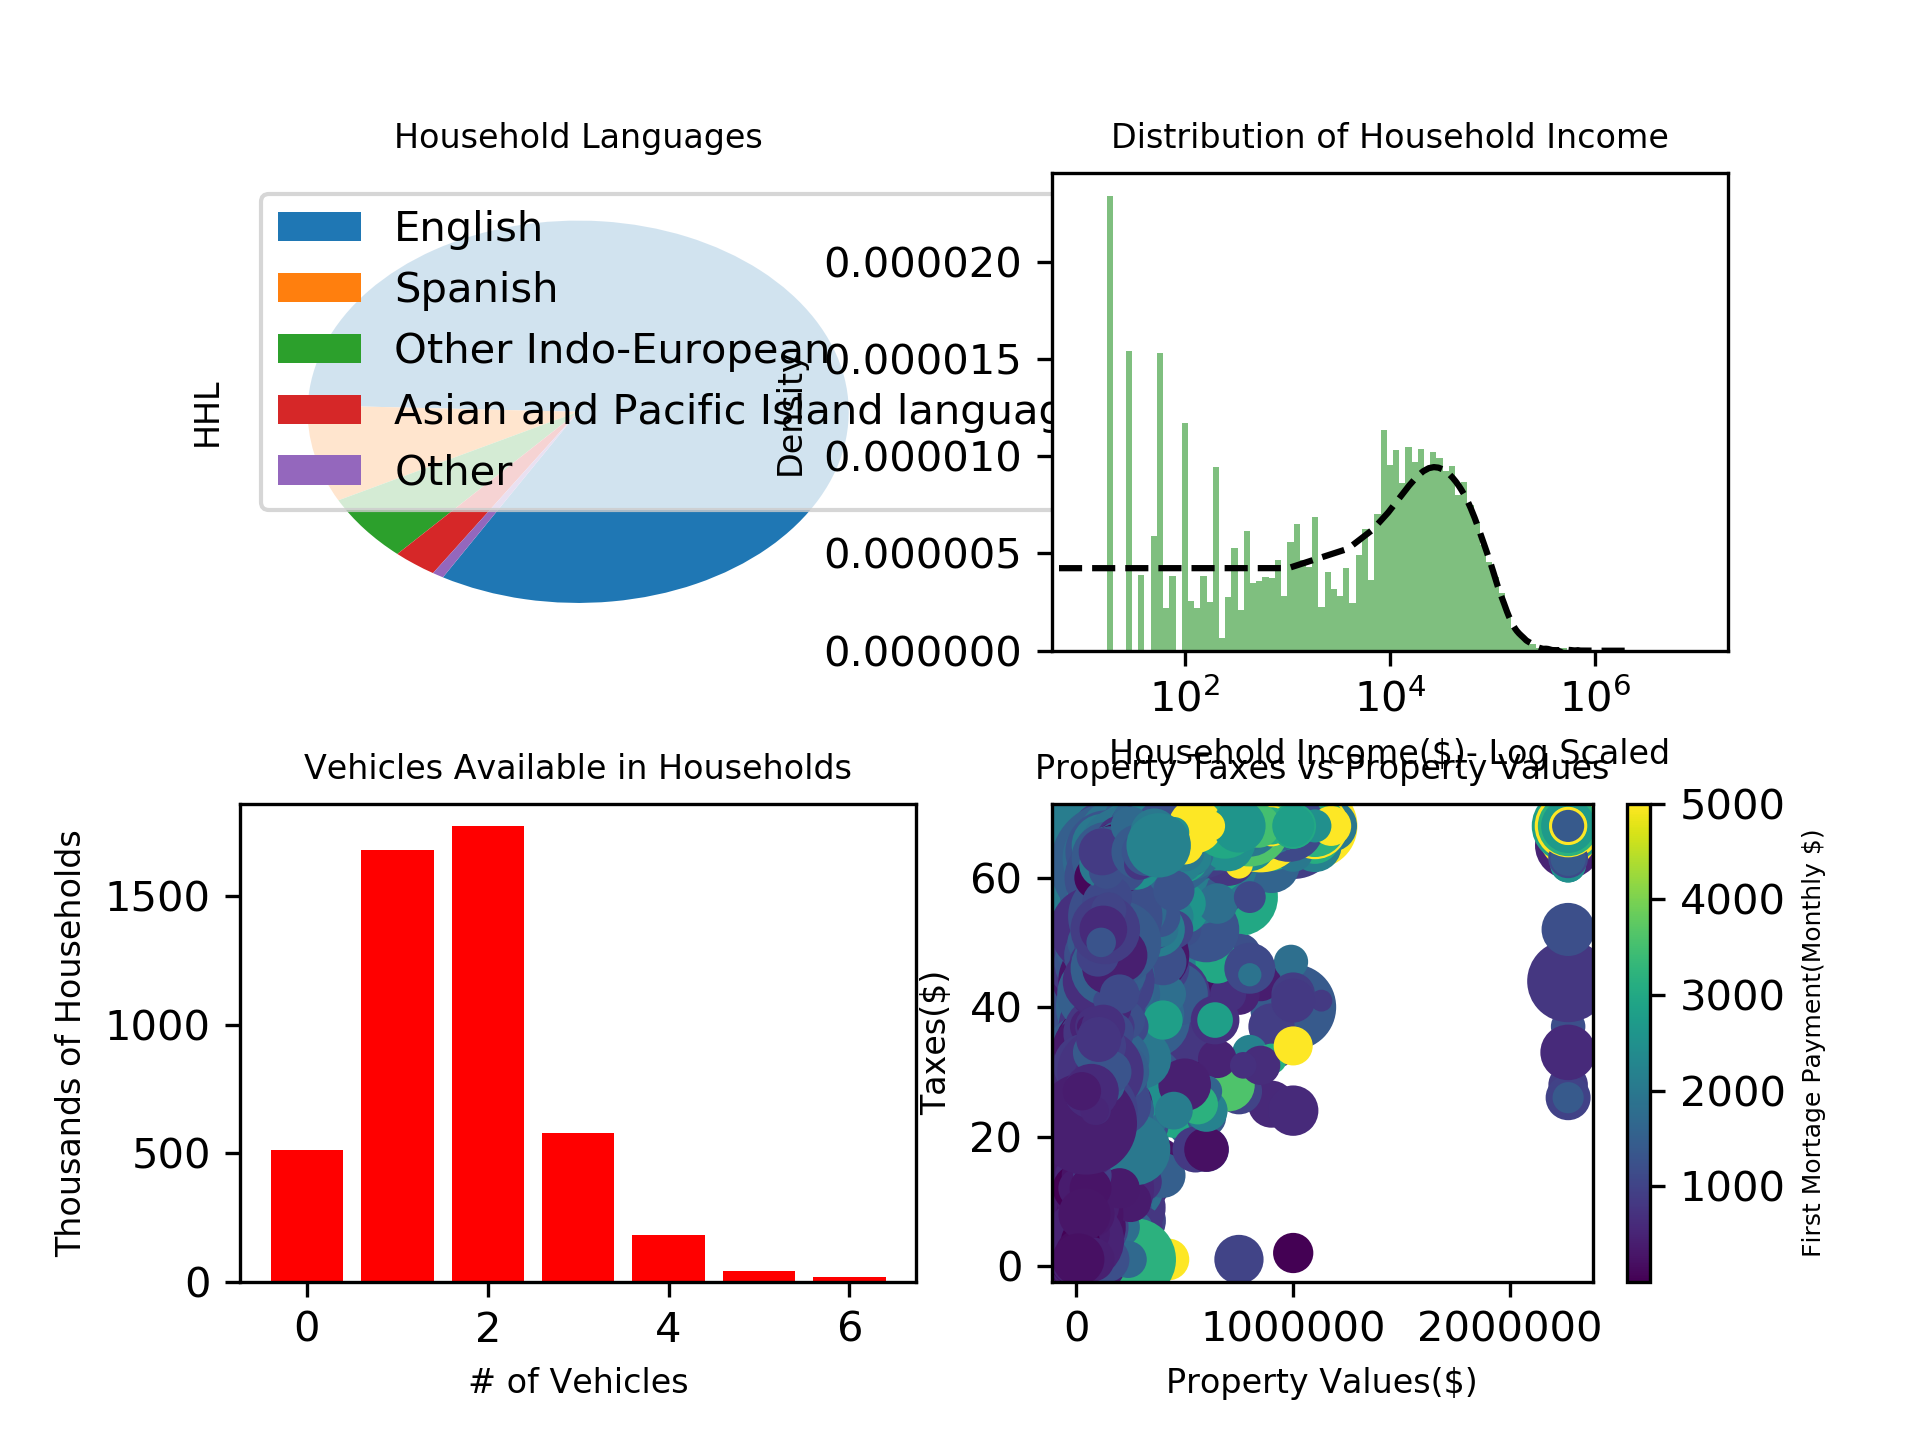 Household Languages
English
Spanish
Other Indo-European
Asian and Pacific Island languag
Other
HHL
Distribution of Household Income
Density
0.000020
0.000015
0.000010
0.000005
0.000000
10²
10⁴
10⁶
Household Income($)- Log Scaled
Vehicles Available in Households
Thousands of Households
1500
1000
500
0
0
2
4
6
# of Vehicles
Property Taxes vs Property Values
Taxes($)
60
40
20
0
0
1000000
2000000
Property Values($)
5000
4000
3000
2000
1000
First Mortage Payment(Monthly $)